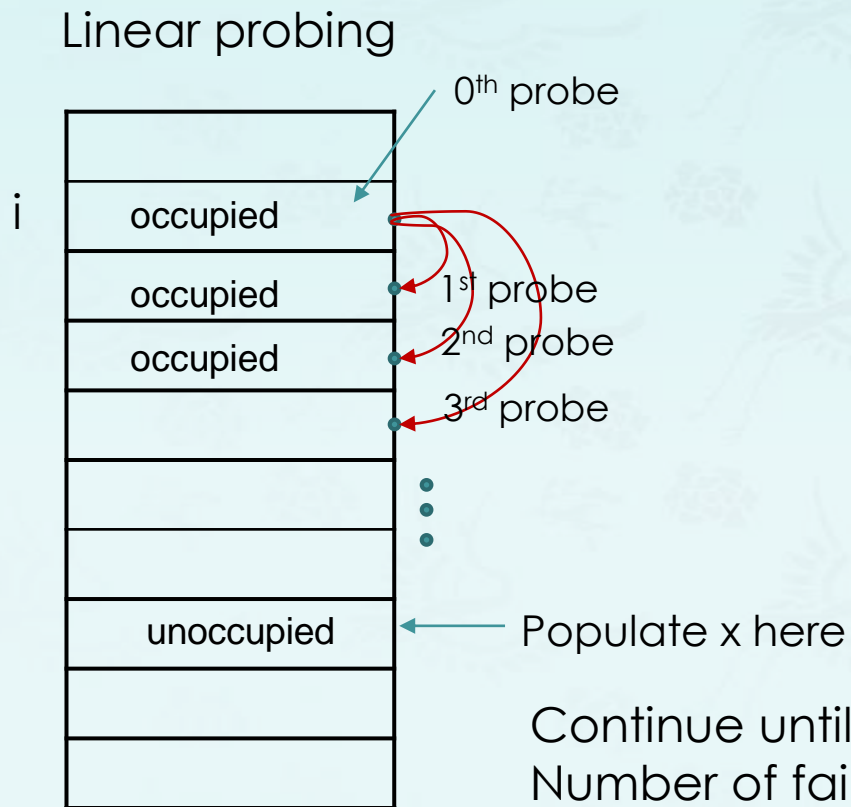 Linear probing
0th probe
i
occupied
occupied
1st probe
occupied
2nd probe
3rd probe
unoccupied
Populate x here
Continue until
Number of fai